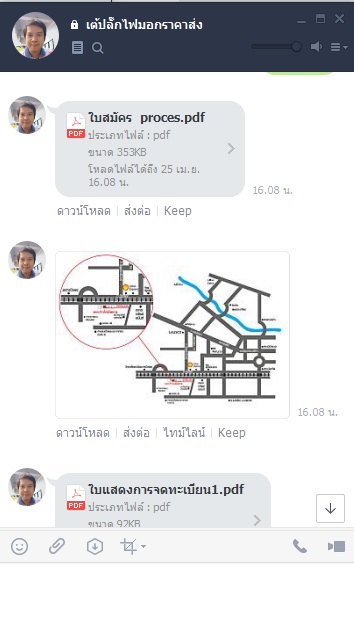 เต้ปลั๊กไฟมอกราคาส่ง
ใบสมัคร proces.pdf
PDF
ประเภทไฟล์ : pdf
ขนาด 353KB
โหลดไฟล์ได้ถึง 25 เม.ย.
16.08 น.
16.08 น.
ดาวน์โหลด | ส่งต่อ | Keep
16.08 น.
ดาวน์โหลด | ส่งต่อ | ไทม์ไลน์ | Keep
ใบแสดงการจดทะเบียน1.pdf
PDF
ประเภทไฟล์ : pdf
ขนาด 92KB